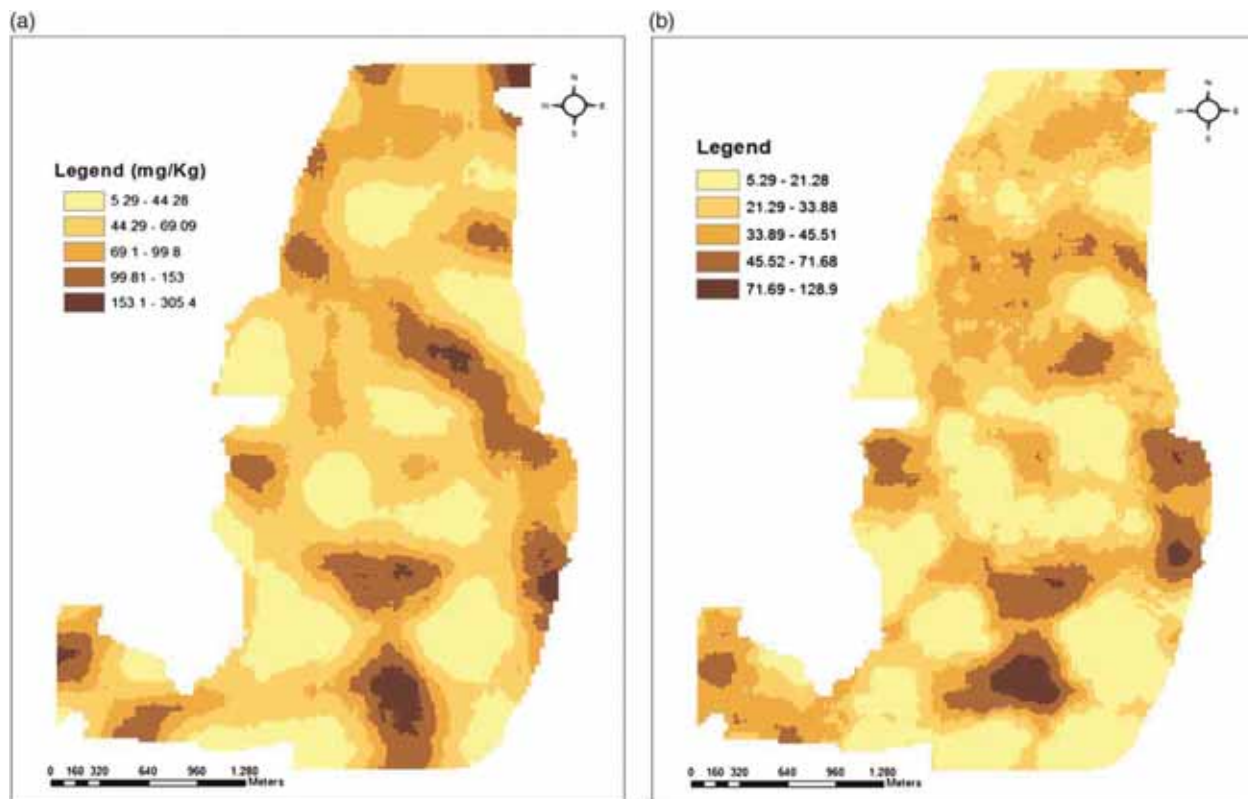 (a)
(b)
N
E
S
Legend (mg/Kg)
5.29 - 44.28
44.29 - 69.09
69.1 - 99.8
99.81 - 153
153.1 - 305.4
0 160 320 640 960 1.280
Meters
N
E
S
Legend
5.29 - 21.28
21.29 - 33.88
33.89 - 45.51
45.52 - 71.68
71.69 - 128.9
0 160 320 640 960 1.280
Meters